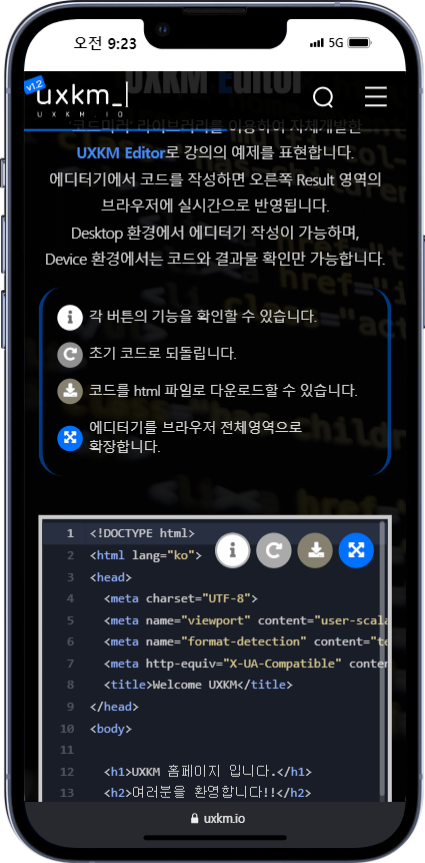 오전 9:23
5G
UXKM Editor
v1.2
uxkm_
UXKM.IO
'코드미러' 라이브러리를 이용하여 자체개발한
UXKM Editor로 강의의 예제를 표현합니다.
에디터기에서 코드를 작성하면 오른쪽 Result 영역의
브라우저에 실시간으로 반영됩니다.
Desktop 환경에서 에디터기 작성이 가능하며,
Device 환경에서는 코드와 결과물 확인만 가능합니다.
각 버튼의 기능을 확인할 수 있습니다.
초기 코드로 되돌립니다.
코드를 html 파일로 다운로드할 수 있습니다.
에디터기를 브라우저 전체영역으로
확장합니다.
1 <!DOCTYPE html>
2 <html lang="ko">
3 <head>
4 <meta charset="UTF-8">
5 <meta name="viewport" content="user-scala
6 <meta name="format-detection" content="te
7 <meta http-equiv="X-UA-Compatible" conten
8 <title>Welcome UXKM</title>
9 </head>
10 <body>
11
12 <h1>UXKM 홈페이지 입니다.</h1>
13 <h2>여러분을 환영합니다!!</h2>
uxkm.io